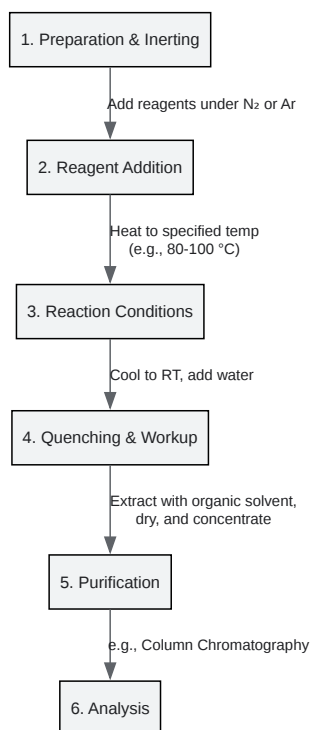 1. Preparation & Inerting
Add reagents under N₂ or Ar
2. Reagent Addition
Heat to specified temp
(e.g., 80-100 °C)
3. Reaction Conditions
Cool to RT, add water
4. Quenching & Workup
Extract with organic solvent,
dry, and concentrate
5. Purification
e.g., Column Chromatography
6. Analysis